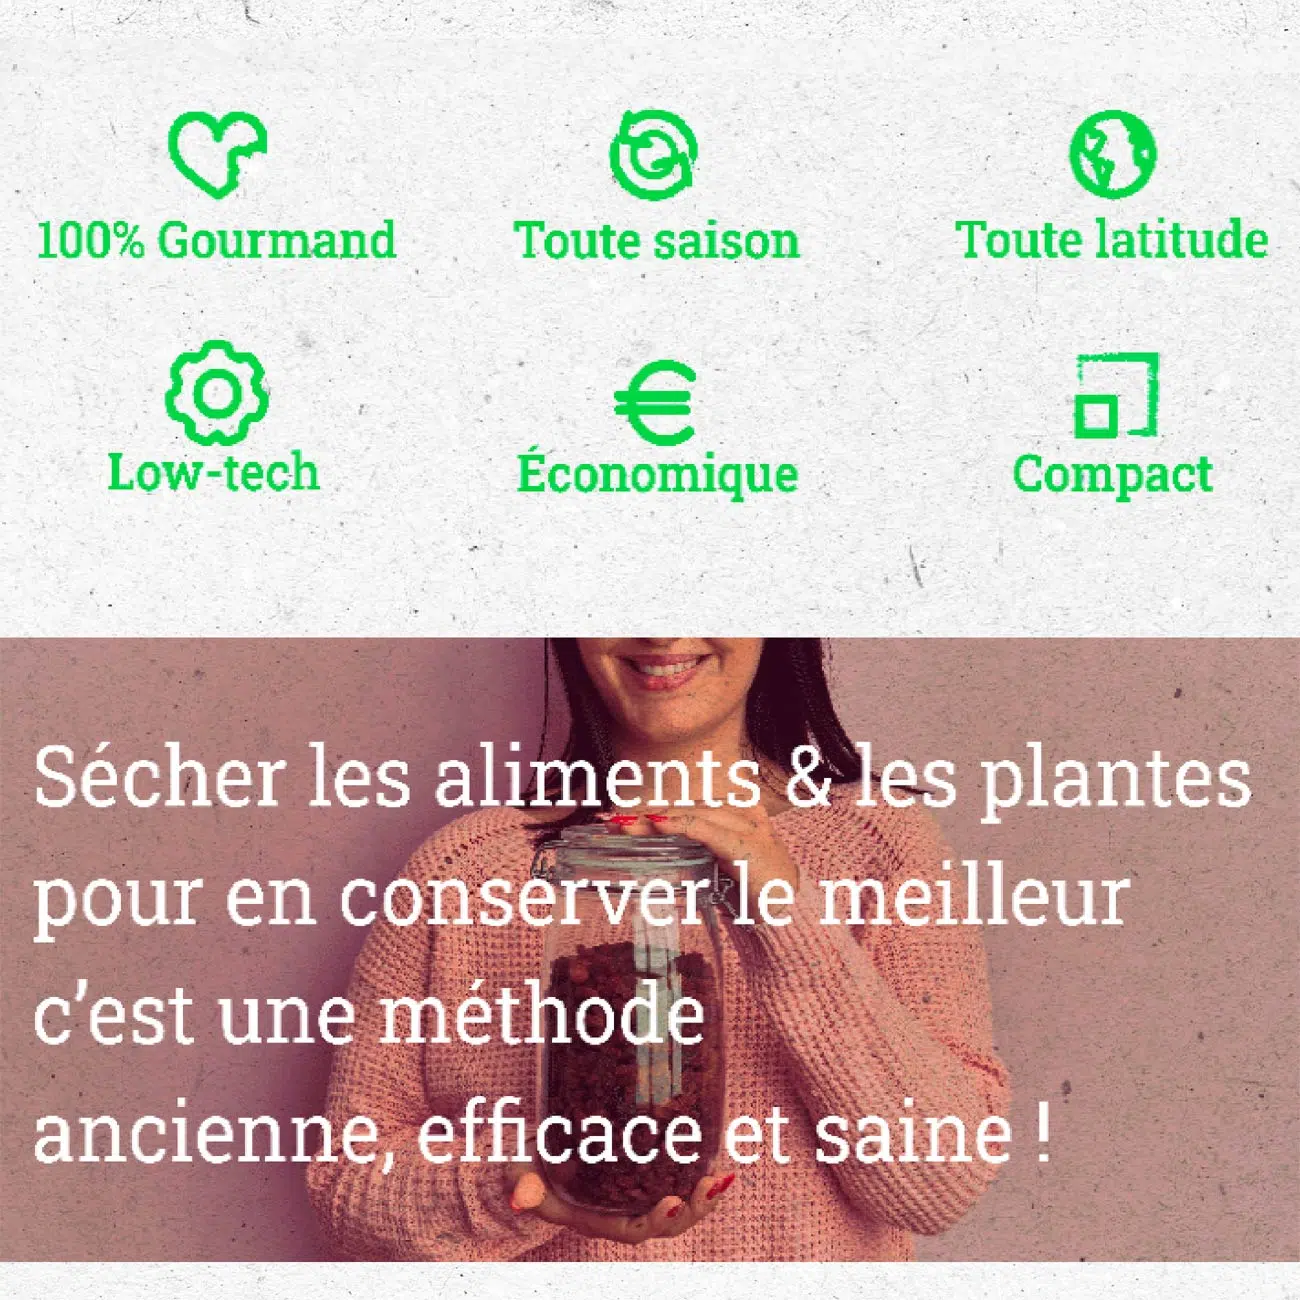 100% Gourmand
Toute saison
Toute latitude
Low-tech
Économique
Compact
Sécher les aliments & les plantes
pour en conserver le meilleur
c’est une méthode
ancienne, efficace et saine !